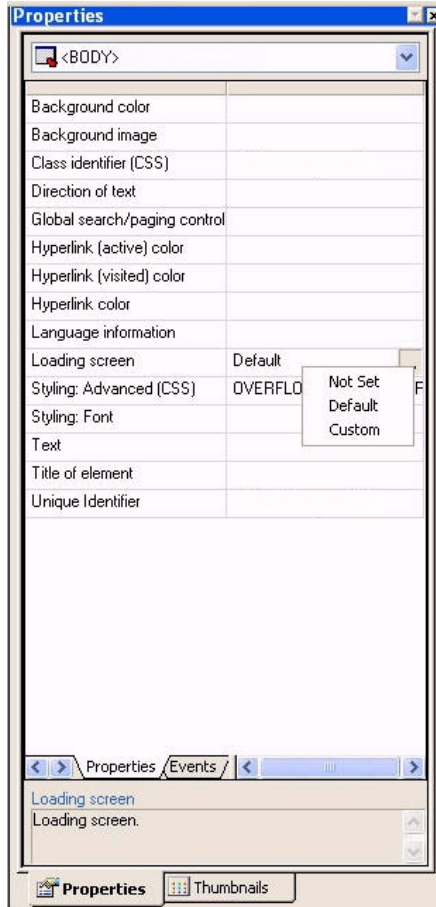 Properties
<BODY>
Background color
Background image
Class identifier (CSS)
Direction of text
Global search/paging control
Hyperlink (active) color
Hyperlink (visited) color
Hyperlink color
Language information
Loading screen Default
Not Set
Styling: Advanced (CSS) OVERFLO F
Default
Styling: Font
Custom
Text
Title of element
Unique Identifier
Properties Events
Loading screen
Loading screen.
Properties Thumbnails